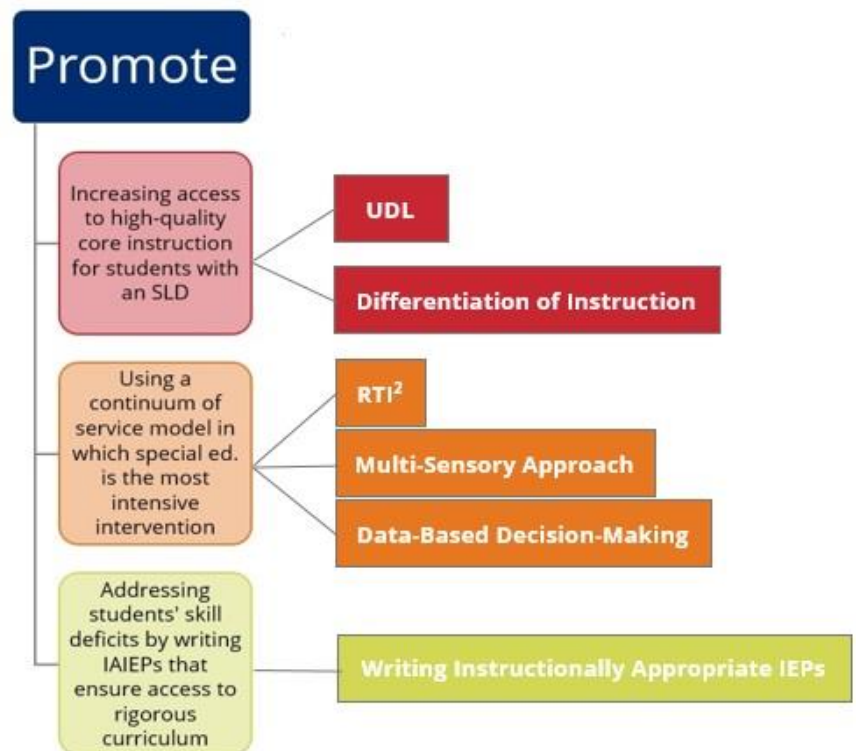 Promote
Increasing access
to high-quality
core instruction
for students with
an SLD
UDL
Differentiation of Instruction
Using a
continuum of
service model in
which special ed.
is the most
intensive
intervention
RTI²
Multi-Sensory Approach
Data-Based Decision-Making
Addressing
students' skill
deficits by writing
IAIEPs that
ensure access to
rigorous
curriculum
Writing Instructionally Appropriate IEPs